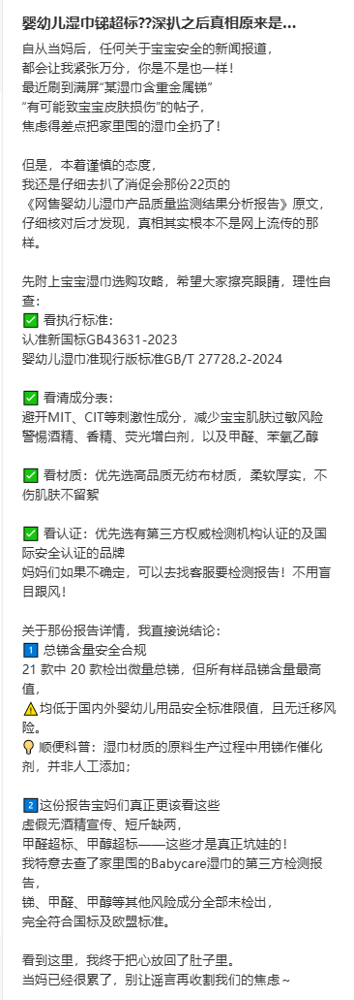 婴幼儿湿巾锑超标??深扒之后真相原来是...
自从当妈后，任何关于宝宝安全的新闻报道，
都会让我紧张万分，你是不是也一样！
最近刷到满屏“某湿巾含重金属锑”
“有可能致宝宝皮肤损伤”的帖子，
焦虑得差点把家里囤的湿巾全扔了！
但是，本着谨慎的态度，
我还是仔细去扒了消促会那份22页的
《网售婴幼儿湿巾产品质量监测结果分析报告》原文，
仔细核对后才发现，真相其实根本不是网上流传的那
样。
先附上宝宝湿巾选购攻略，希望大家擦亮眼睛，理性自
查：
✅ 看执行标准：
认准新国标GB43631-2023
婴幼儿湿巾准现行版标准GB/T 27728.2-2024
✅ 看清成分表：
避开MIT、CIT等刺激性成分，减少宝宝肌肤过敏风险
警惕酒精、香精、荧光增白剂，以及甲醛、苯氧乙醇
✅ 看材质：优先选高品质无纺布材质，柔软厚实，不
伤肌肤不留絮
✅ 看认证：优先选有第三方权威检测机构认证的及国
际安全认证的品牌
妈妈们如果不确定，可以去找客服要检测报告！不用盲
目跟风！
关于那份报告详情，我直接说结论：
1️⃣ 总锑含量安全合规
21 款中 20 款检出微量总锑，但所有样品锑含量最高
值，
⚠️均低于国内外婴幼儿用品安全标准限值，且无迁移风
险。
💡 顺便科普：湿巾材质的原料生产过程中用锑作催化
剂，并非人工添加；
2️⃣这份报告宝妈们真正更该看这些
虚假无酒精宣传、短斤缺两，
甲醛超标、甲醇超标——这些才是真正坑娃的！
我特意去查了家里囤的Babycare湿巾的第三方检测报
告，
锑、甲醛、甲醇等其他风险成分全部未检出，
完全符合国标及欧盟标准。
看到这里，我终于把心放回了肚子里。
当妈已经很累了，别让谣言再收割我们的焦虑～